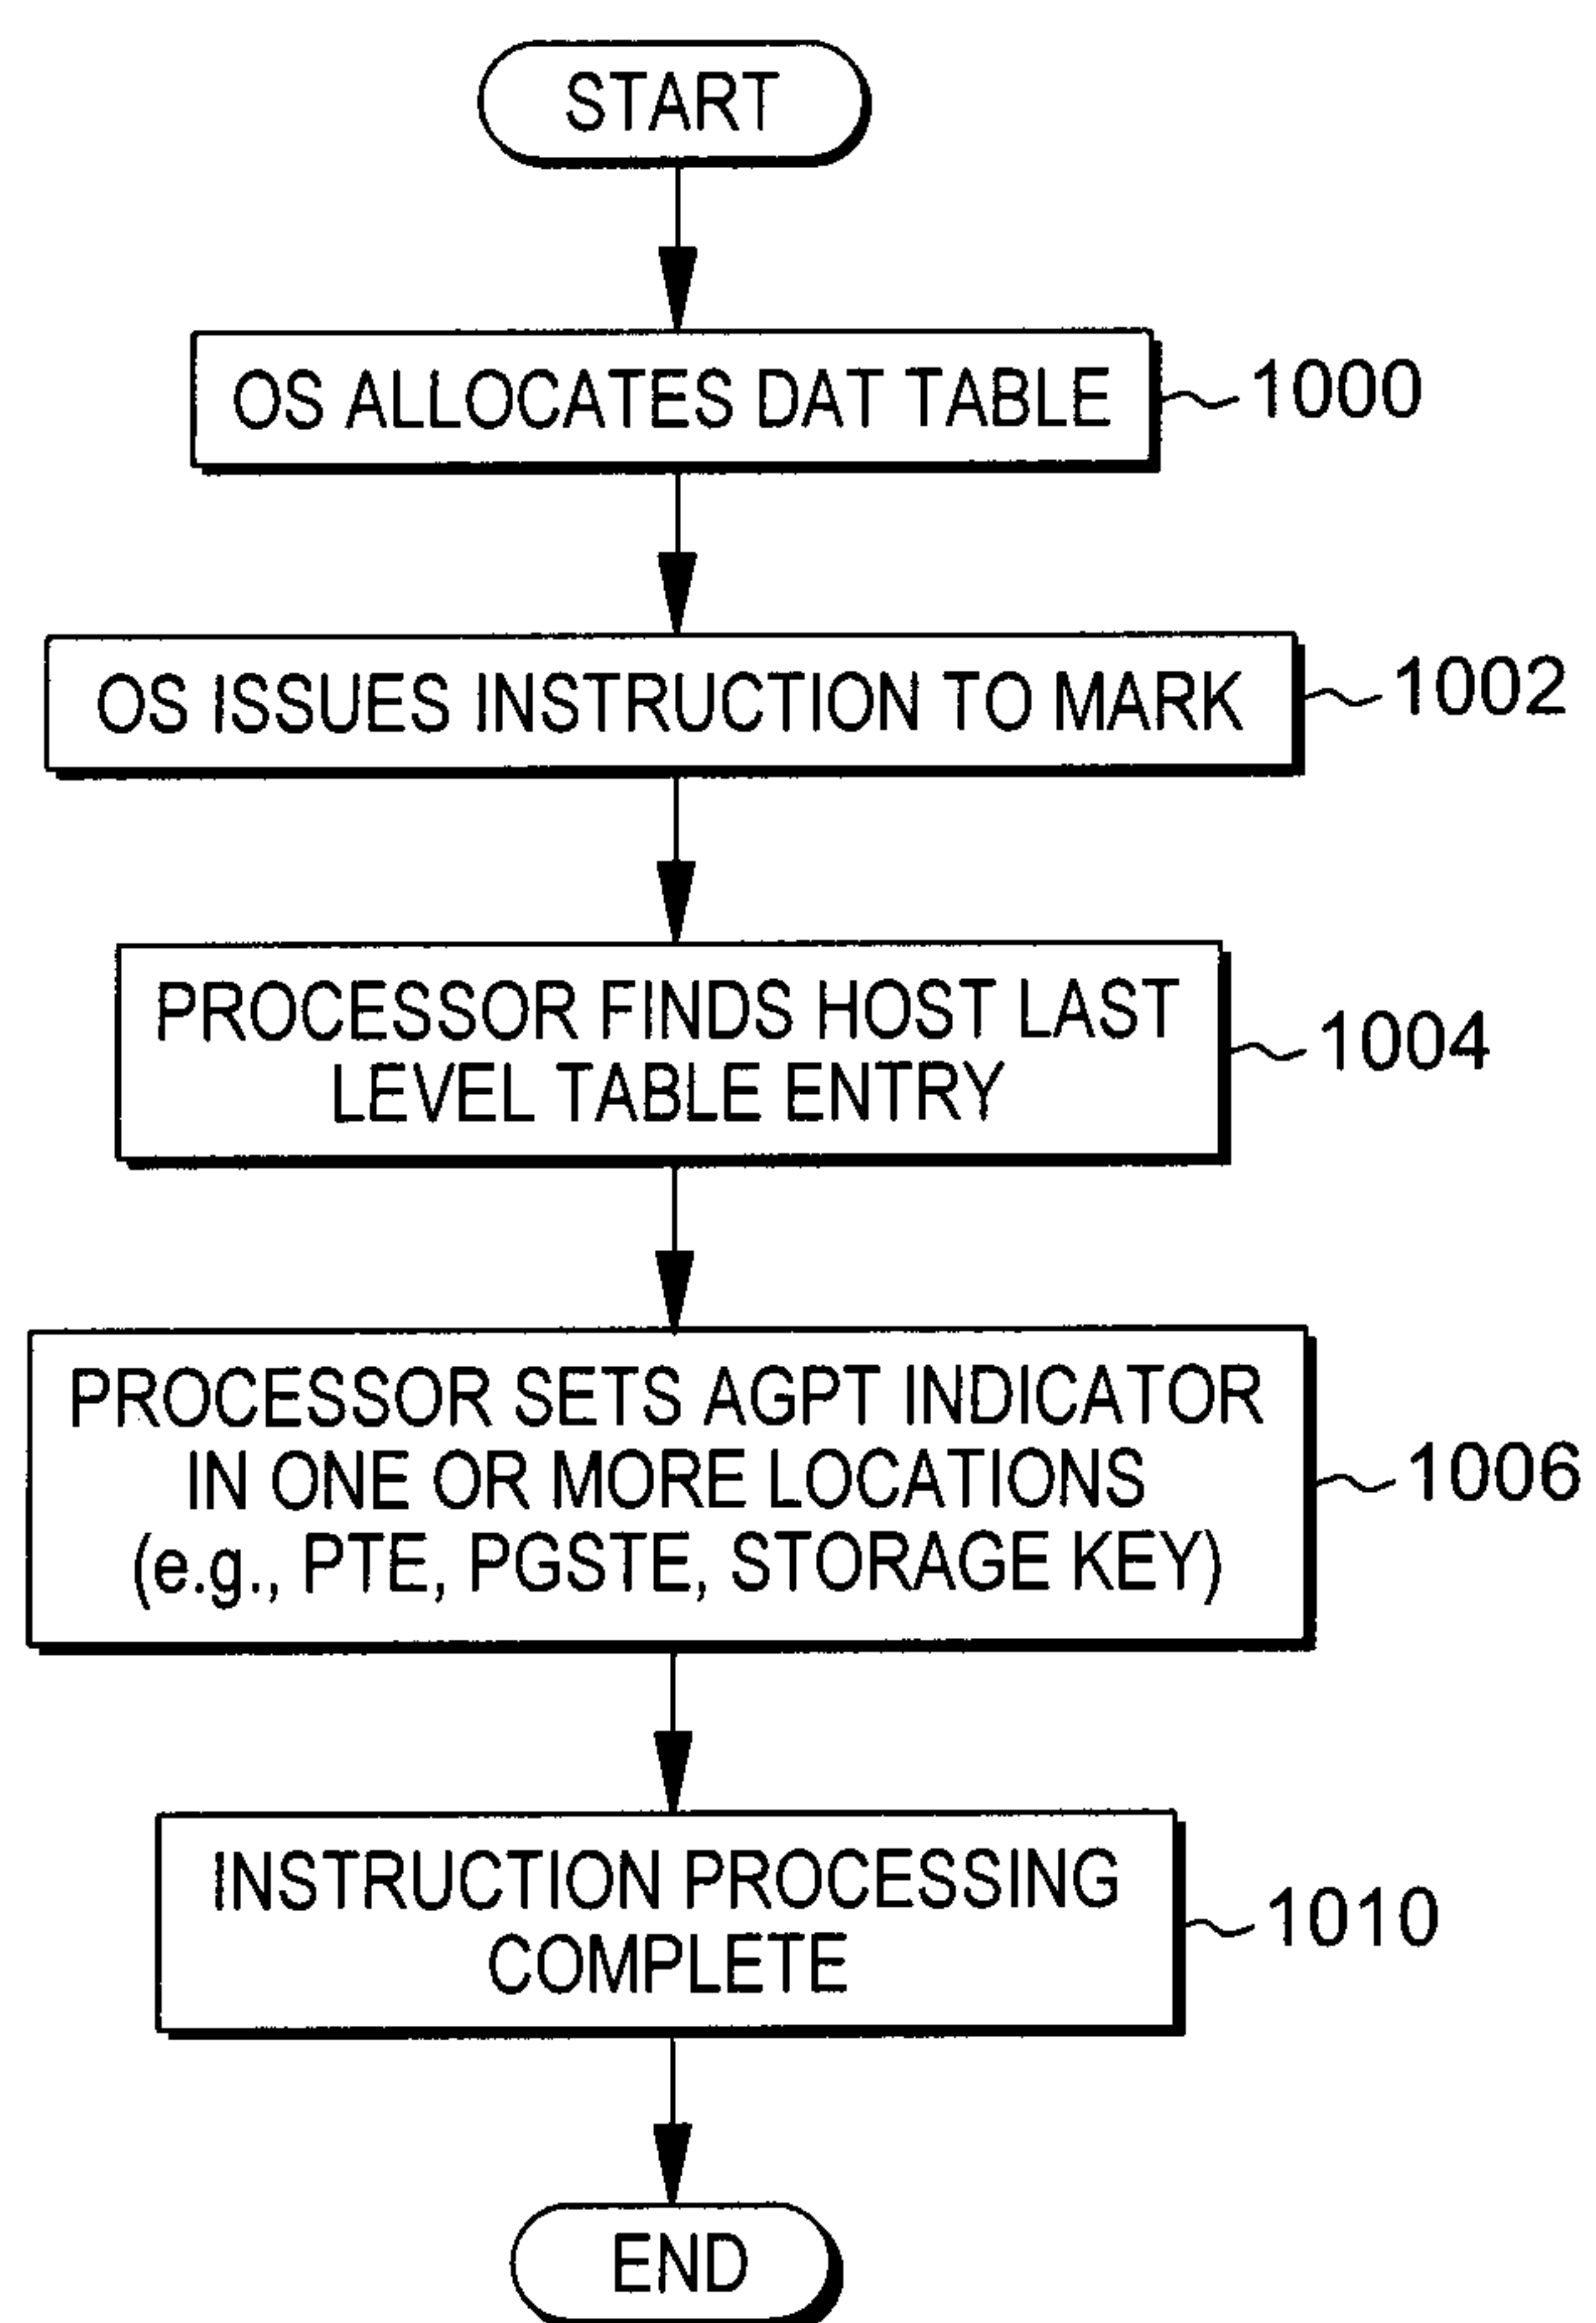 START
OS ALLOCATES DAT TABLE
1000
OS ISSUES INSTRUCTION TO MARK
1002
PROCESSOR FINDS HOST LAST
LEVEL TABLE ENTRY
1004
PROCESSOR SETS AGPT INDICATOR
IN ONE OR MORE LOCATIONS
(e.g., PTE, PGSTE, STORAGE KEY)
1006
INSTRUCTION PROCESSING
COMPLETE
1010
END